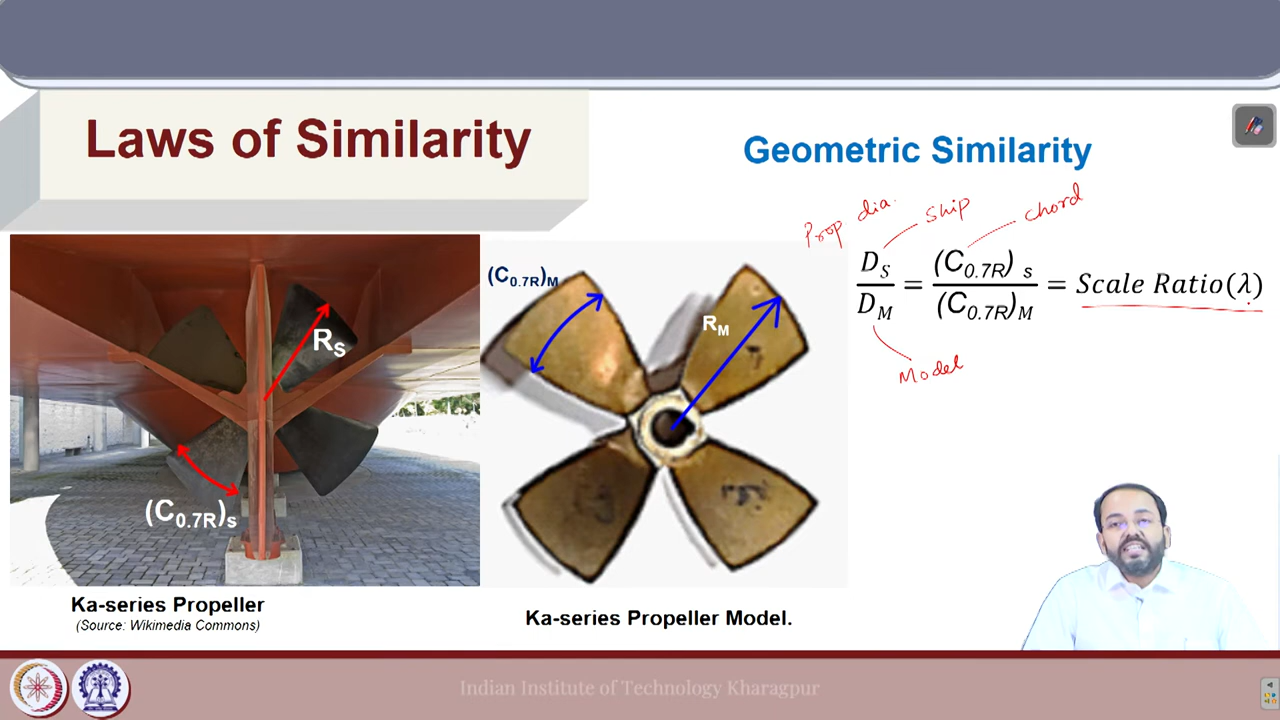 Laws of Similarity
Geometric Similarity
Prop dia.
ship
chord
D_S / D_M = (C_0.7R)_s / (C_0.7R)_M = Scale Ratio(λ)
Model
R_S
(C_0.7R)_s
(C_0.7R)_M
R_M
Ka-series Propeller
(Source: Wikimedia Commons)
Ka-series Propeller Model.
Indian Institute of Technology Kharagpur